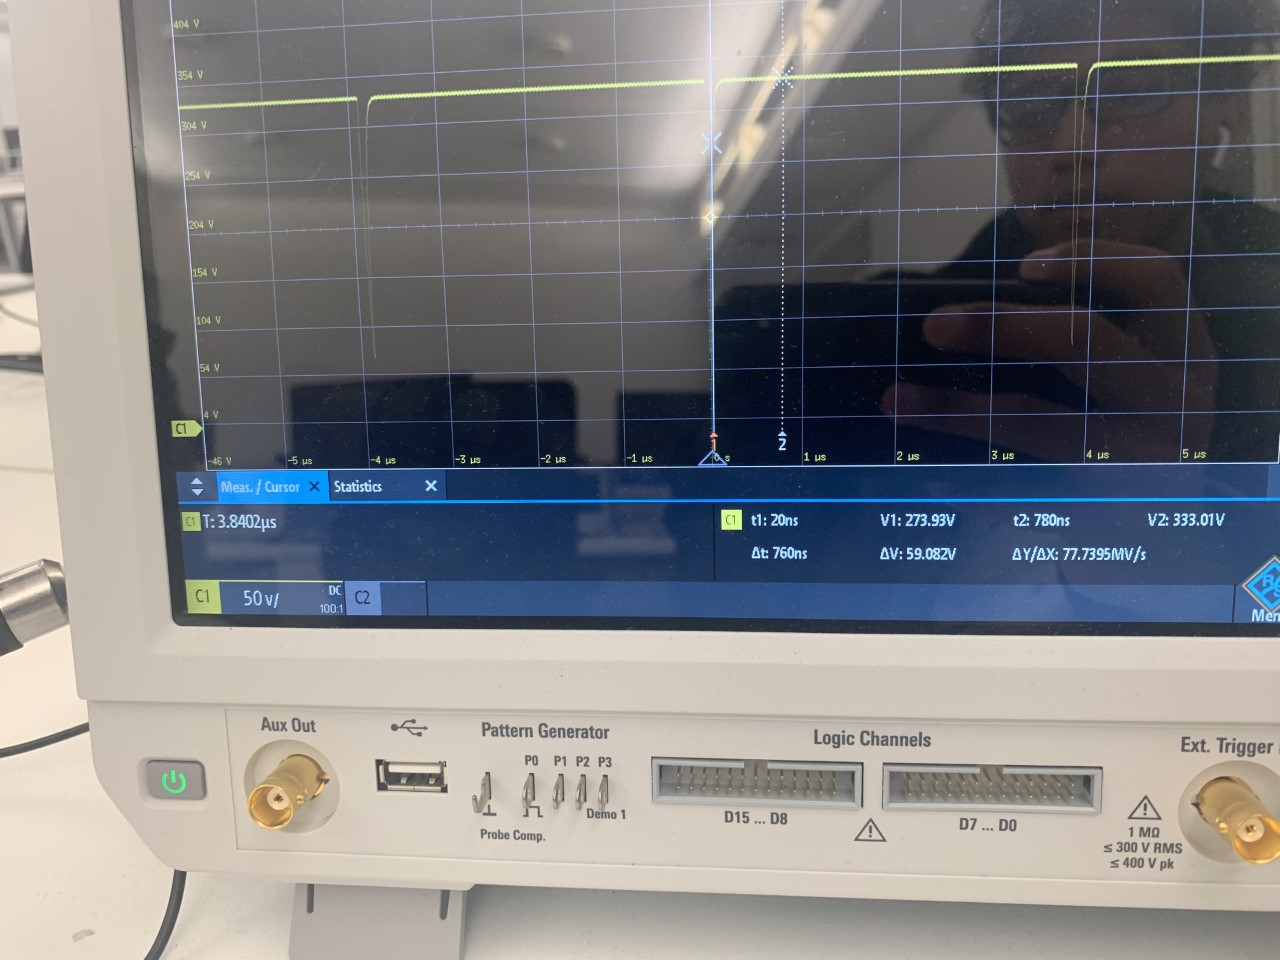 404 V
354 V
304 V
254 V
204 V
154 V
104 V
54 V
4 V
C1
-46 V
-5 µs
-4 µs
-3 µs
-2 µs
-1 µs
0 s
1 µs
2 µs
3 µs
4 µs
5 µs
1
2
Meas. / Cursor
Statistics
C1 T: 3.8402µs
C1 t1: 20ns V1: 273.93V t2: 780ns V2: 333.01V
Δt: 760ns ΔV: 59.082V ΔY/ΔX: 77.7395MV/s
C1 50 V/ DC 100:1 C2
Aux Out
Pattern Generator
P0 P1 P2 P3
Demo 1
Probe Comp.
Logic Channels
D15 ... D8
D7 ... D0
Ext. Trigger
1 MΩ
≤ 300 V RMS
≤ 400 V pk